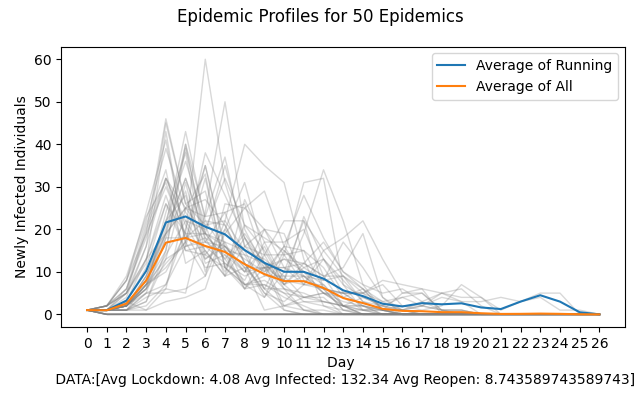 Epidemic Profiles for 50 Epidemics
Newly Infected Individuals
60
50
40
30
20
10
0
Average of Running
Average of All
0 1 2 3 4 5 6 7 8 9 10 11 12 13 14 15 16 17 18 19 20 21 22 23 24 25 26
Day
DATA:[Avg Lockdown: 4.08 Avg Infected: 132.34 Avg Reopen: 8.743589743589743]